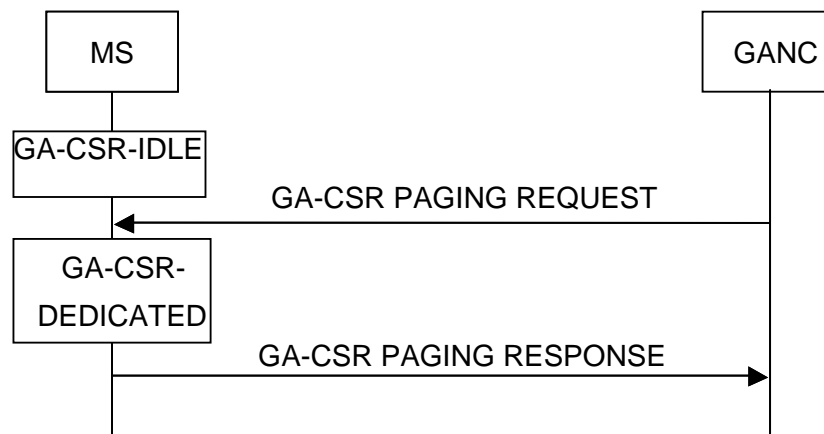 MS
GANC
GA-CSR-IDLE
GA-CSR PAGING REQUEST
GA-CSR-
DEDICATED
GA-CSR PAGING RESPONSE